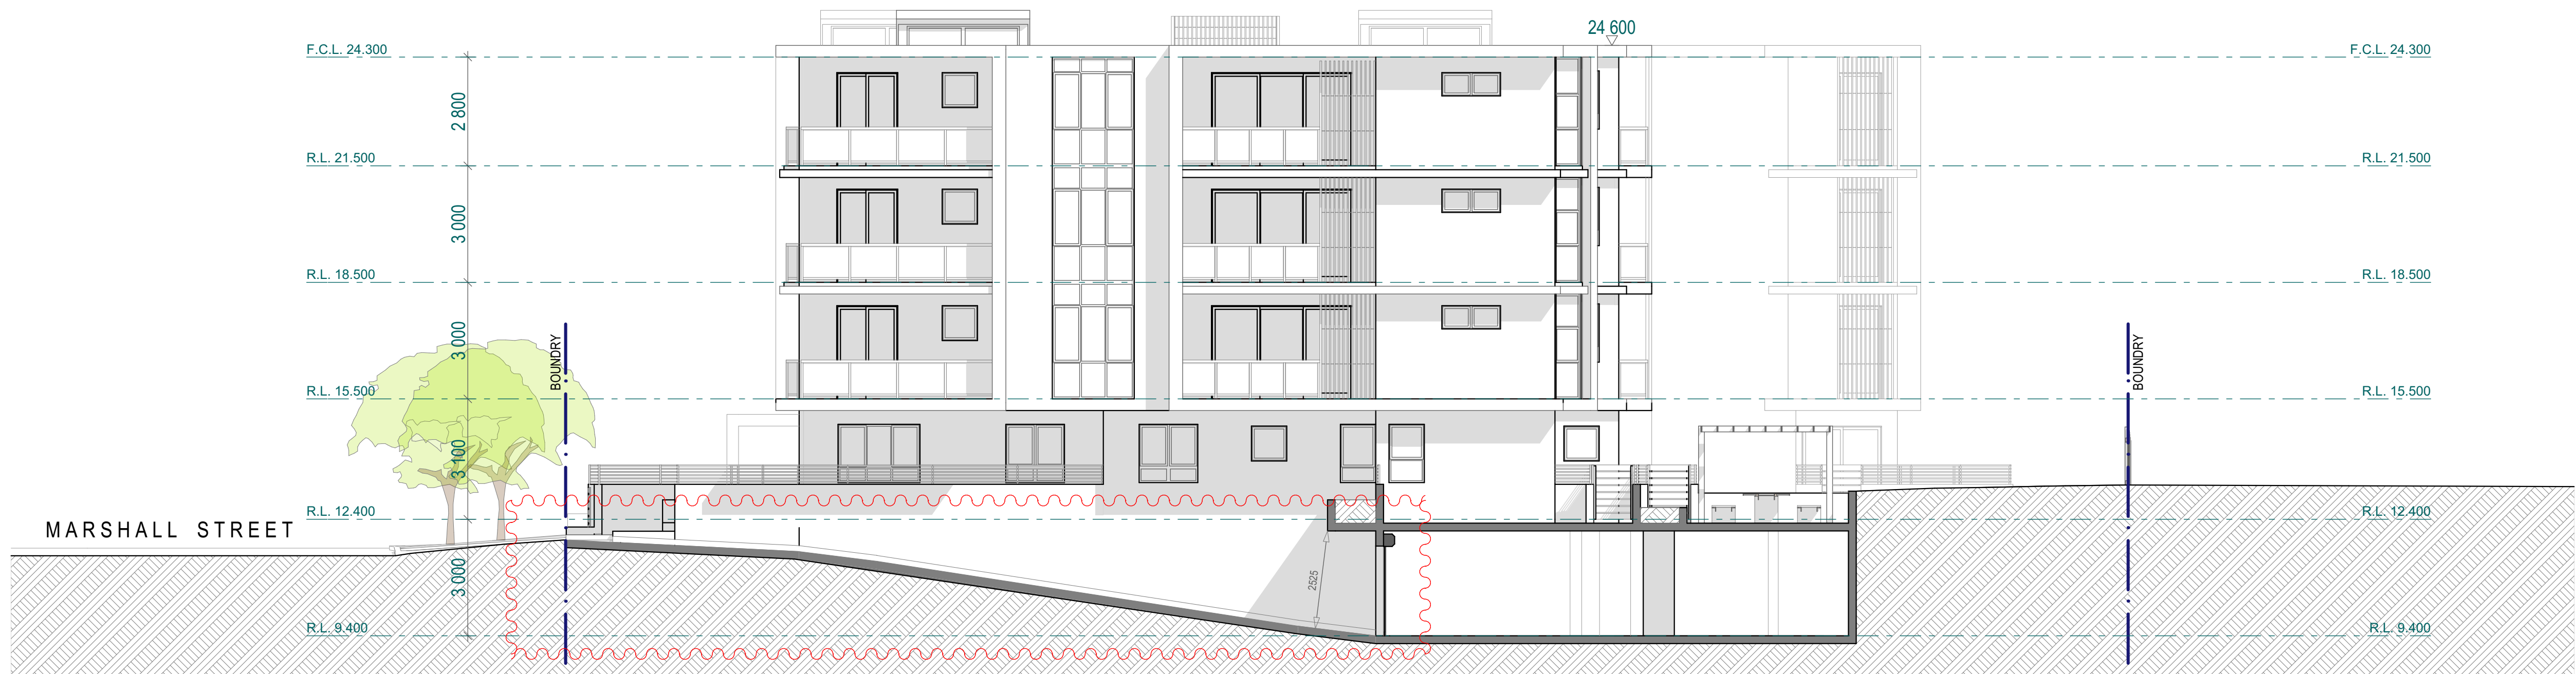 24 600
F.C.L. 24.300
F.C.L. 24.300
2 800
R.L. 21.500
R.L. 21.500
3 000
R.L. 18.500
R.L. 18.500
3 000
BOUNDRY
BOUNDRY
R.L. 15.500
R.L. 15.500
3 100
R.L. 12.400
R.L. 12.400
MARSHALL STREET
3 000
2525
R.L. 9.400
R.L. 9.400